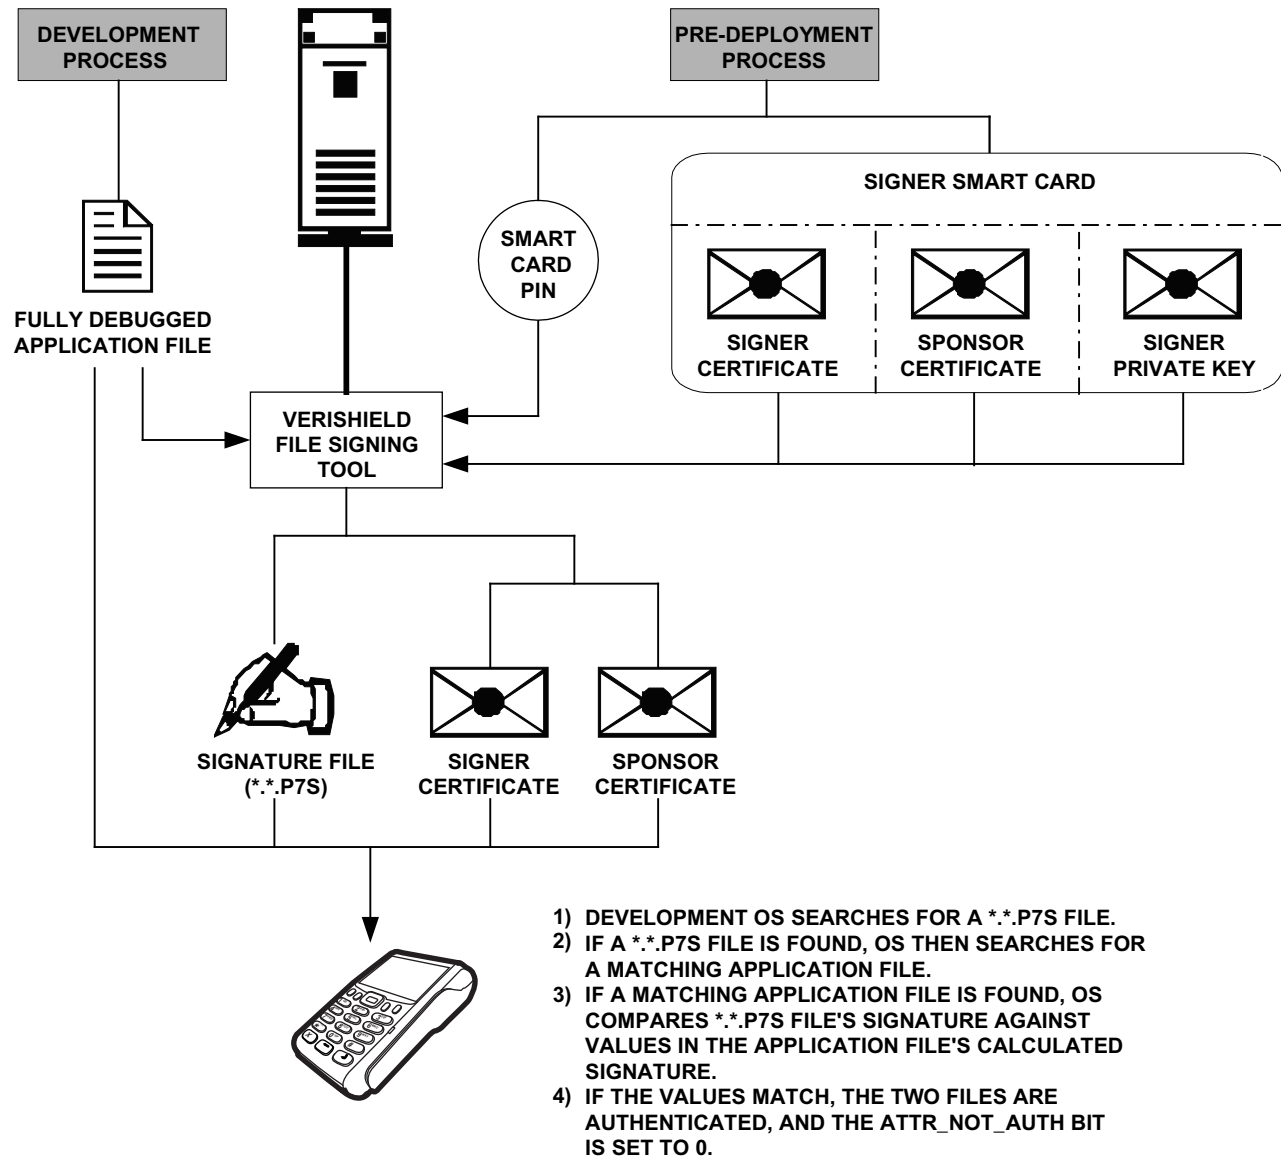 DEVELOPMENT
PROCESS
PRE-DEPLOYMENT
PROCESS
SIGNER SMART CARD
SMART
CARD
PIN
SIGNER
CERTIFICATE
SPONSOR
CERTIFICATE
SIGNER
PRIVATE KEY
FULLY DEBUGGED
APPLICATION FILE
VERISHIELD
FILE SIGNING
TOOL
SIGNATURE FILE
(*.*.P7S)
SIGNER
CERTIFICATE
SPONSOR
CERTIFICATE
1) DEVELOPMENT OS SEARCHES FOR A *.*.P7S FILE.
2) IF A *.*.P7S FILE IS FOUND, OS THEN SEARCHES FOR
A MATCHING APPLICATION FILE.
3) IF A MATCHING APPLICATION FILE IS FOUND, OS
COMPARES *.*.P7S FILE'S SIGNATURE AGAINST
VALUES IN THE APPLICATION FILE'S CALCULATED
SIGNATURE.
4) IF THE VALUES MATCH, THE TWO FILES ARE
AUTHENTICATED, AND THE ATTR_NOT_AUTH BIT
IS SET TO 0.